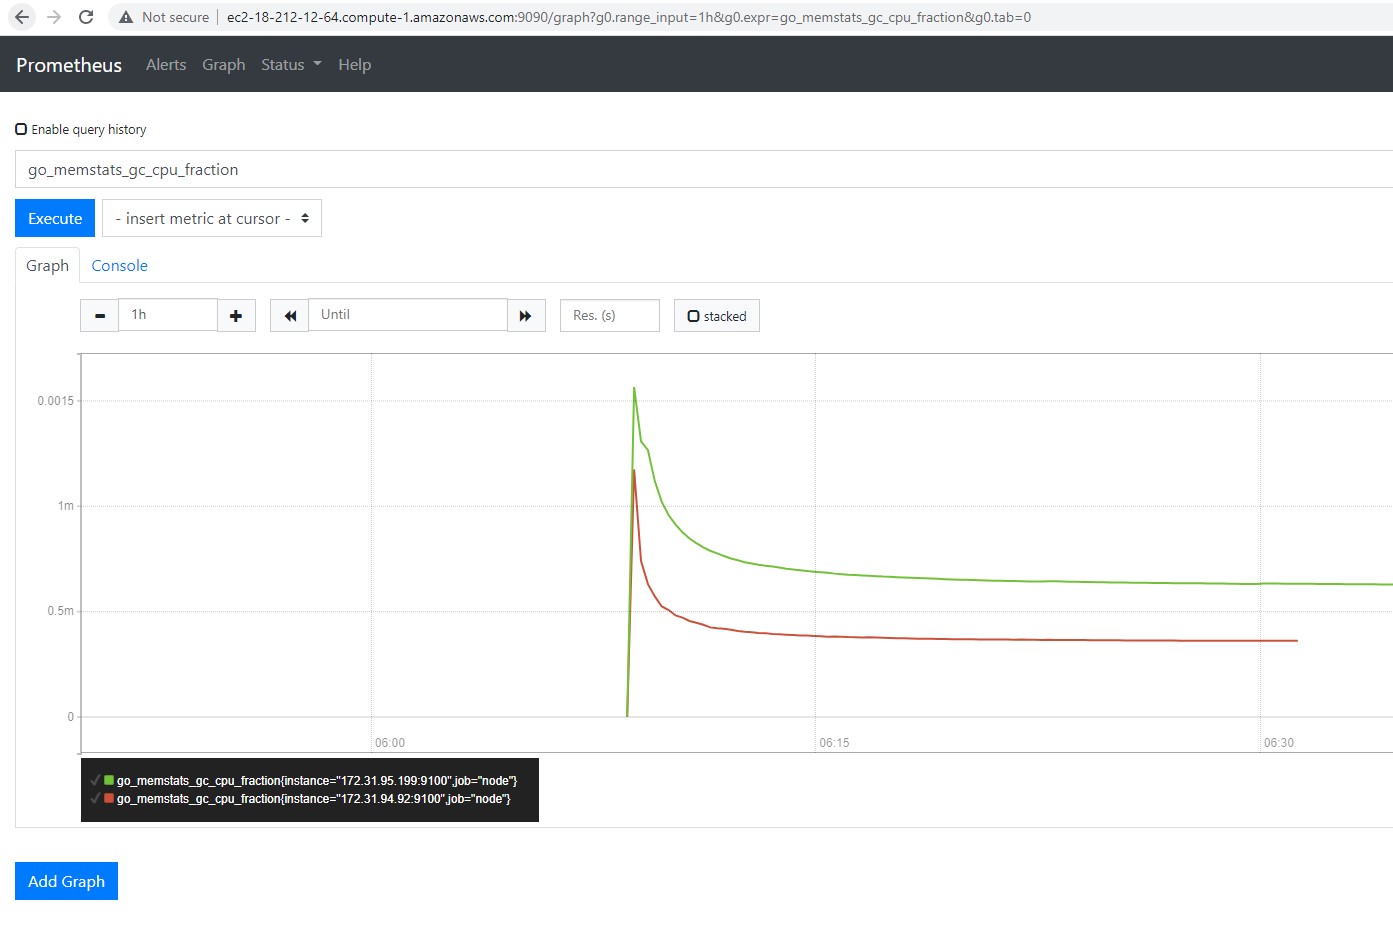 Not secure | ec2-18-212-12-64.compute-1.amazonaws.com:9090/graph?g0.range_input=1h&g0.expr=go_memstats_gc_cpu_fraction&g0.tab=0
Prometheus Alerts Graph Status Help
Enable query history
go_memstats_gc_cpu_fraction
Execute - insert metric at cursor -
Graph Console
1h Until Res. (s) stacked
0.0015
1m
0.5m
0
06:00 06:15 06:30
go_memstats_gc_cpu_fraction{instance="172.31.95.199:9100",job="node"}
go_memstats_gc_cpu_fraction{instance="172.31.94.92:9100",job="node"}
Add Graph